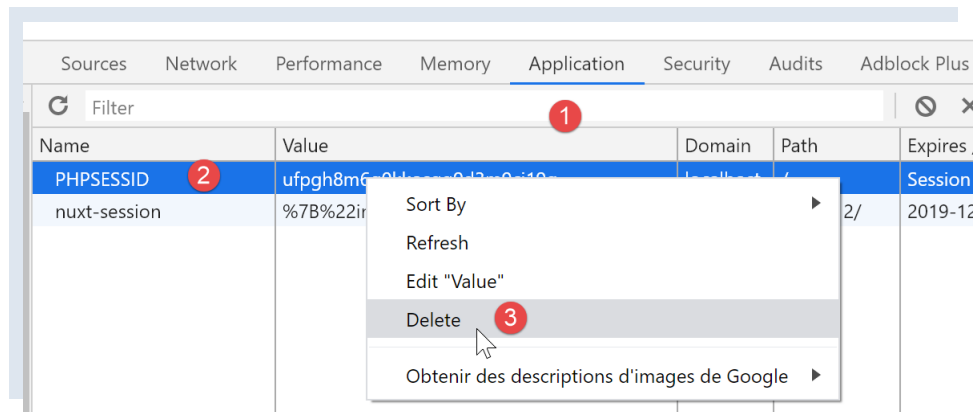 Sources Network Performance Memory Application Security Audits Adblock Plus
Filter
1
Name Value Domain Path Expires
PHPSESSID 2 Session
nuxt-session %7B%22in 2/ 2019-12
Sort By
Refresh
Edit "Value"
Delete 3
Obtenir des descriptions d'images de Google